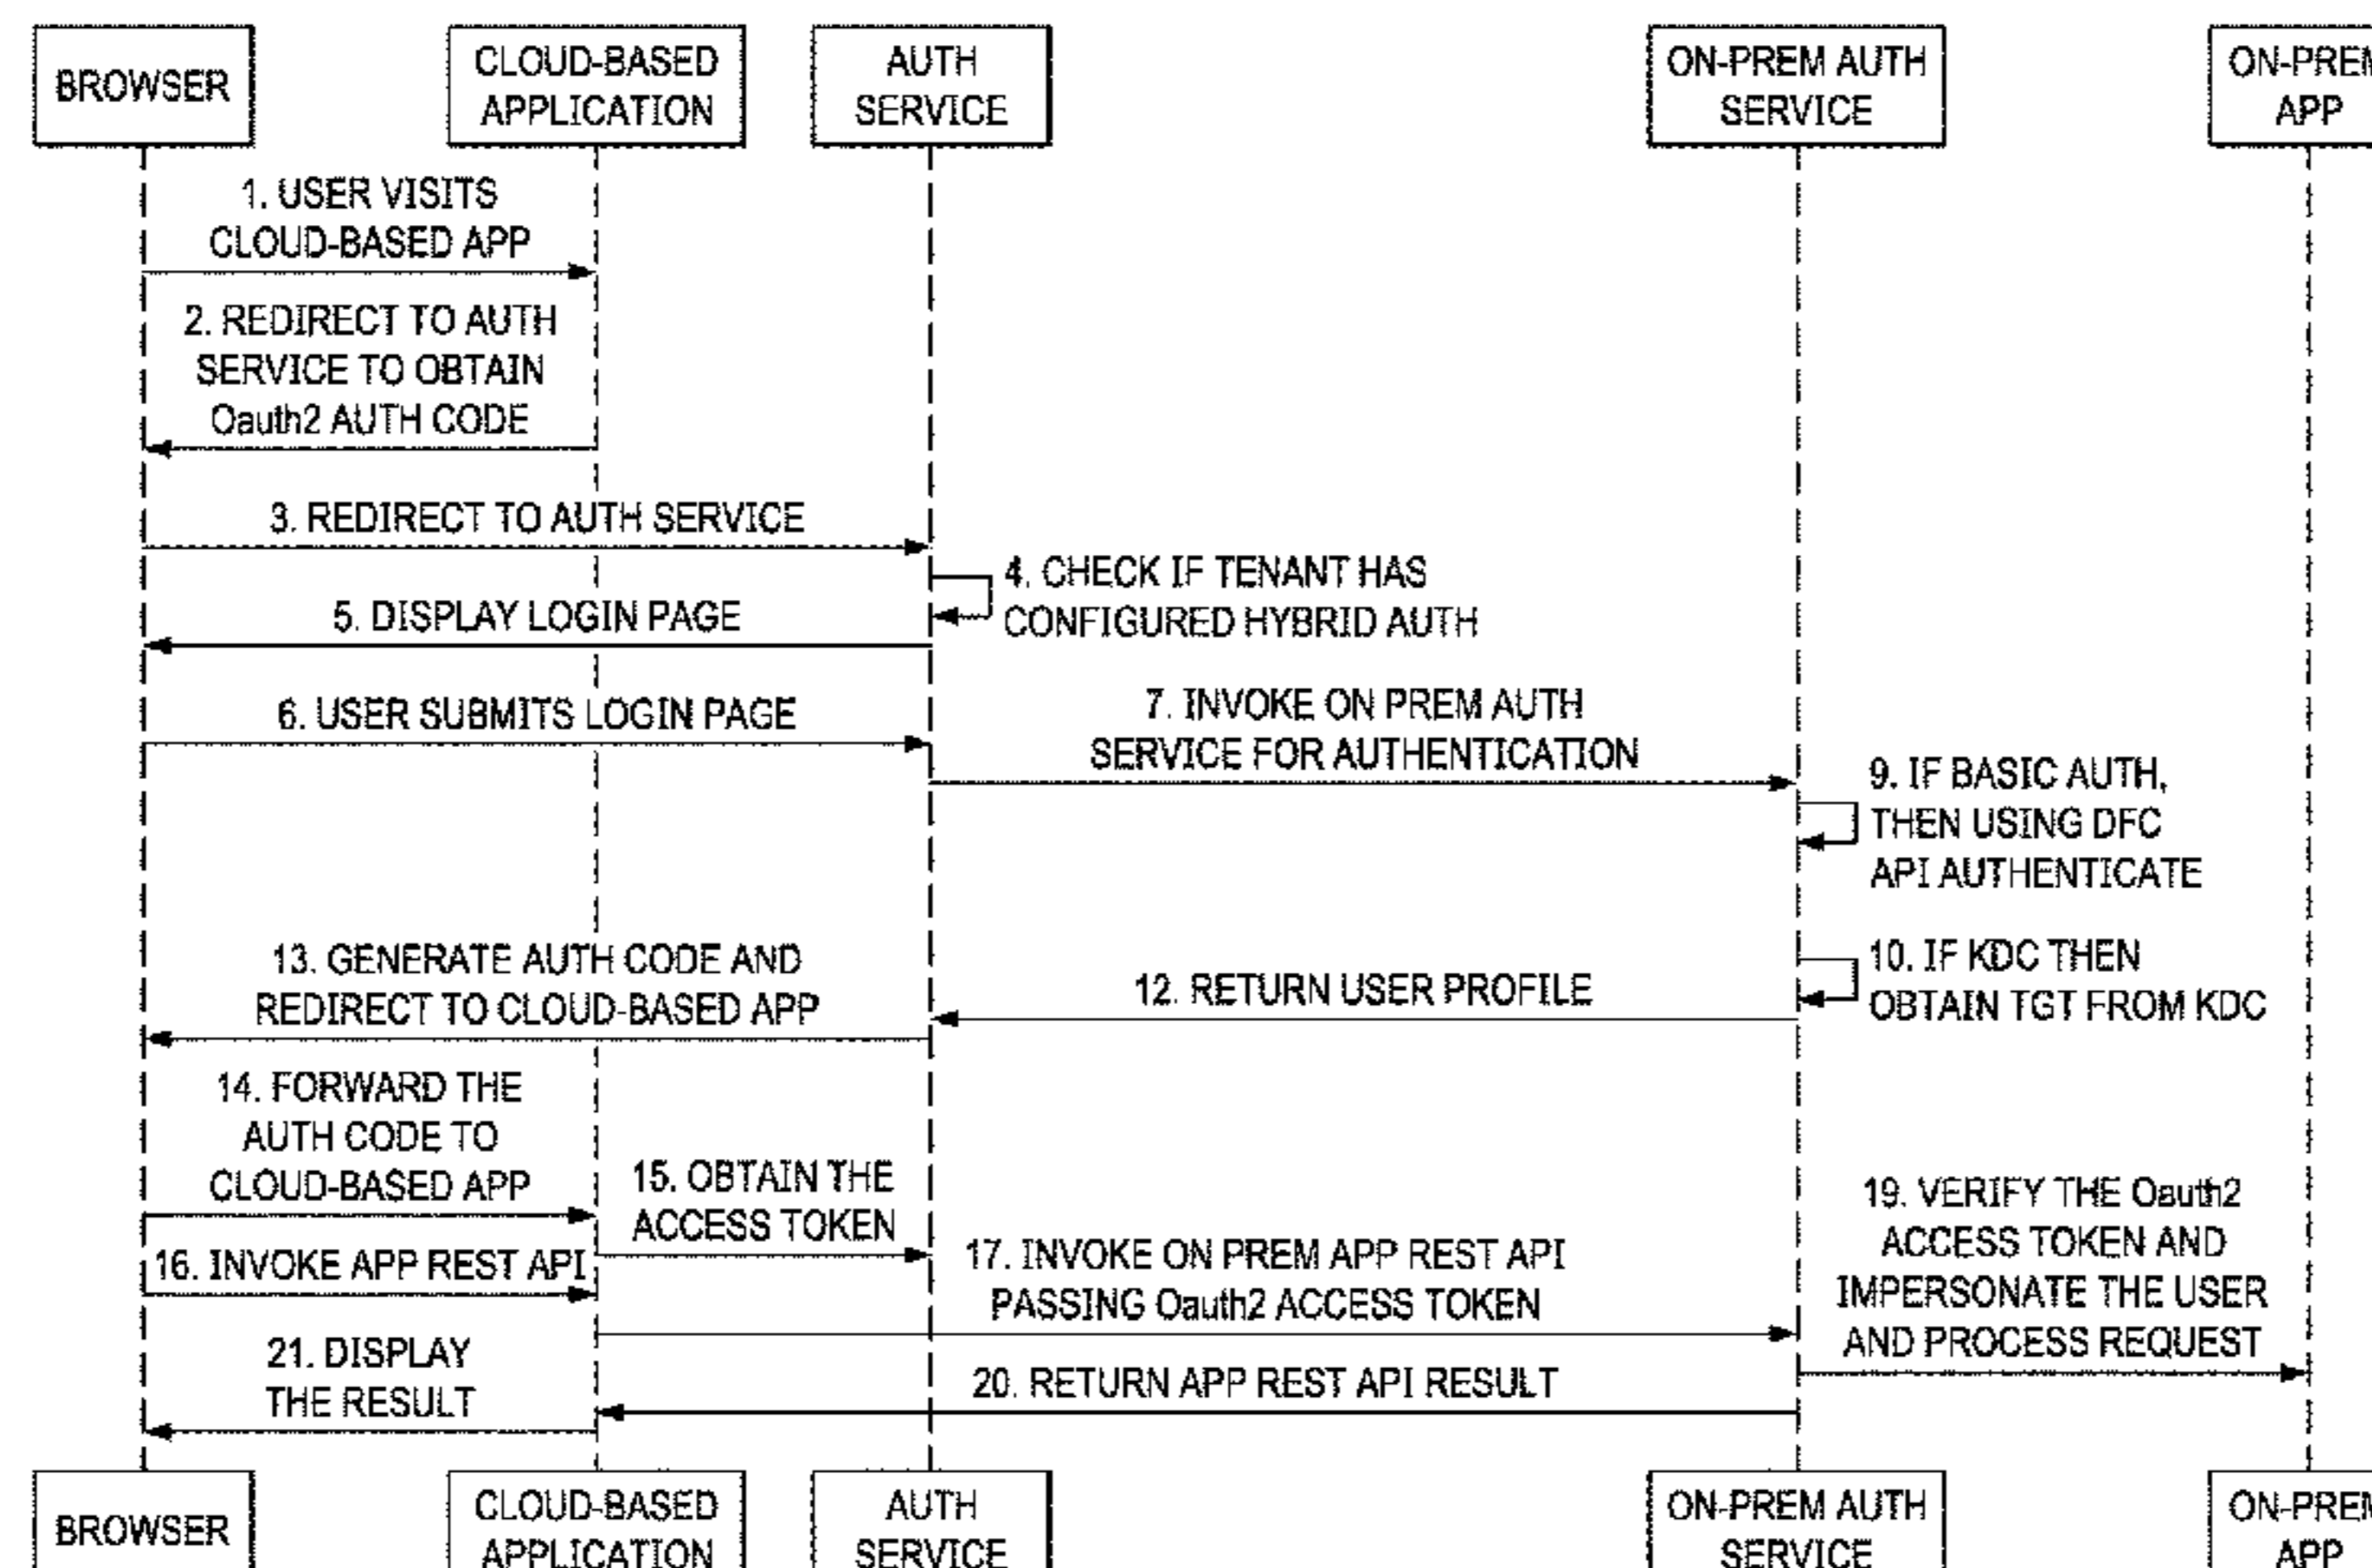 BROWSER
CLOUD-BASED
APPLICATION
AUTH
SERVICE
ON-PREM AUTH
SERVICE
ON-PREM
APP
1. USER VISITS
CLOUD-BASED APP
2. REDIRECT TO AUTH
SERVICE TO OBTAIN
Oauth2 AUTH CODE
3. REDIRECT TO AUTH SERVICE
4. CHECK IF TENANT HAS
CONFIGURED HYBRID AUTH
5. DISPLAY LOGIN PAGE
6. USER SUBMITS LOGIN PAGE
7. INVOKE ON PREM AUTH
SERVICE FOR AUTHENTICATION
9. IF BASIC AUTH,
THEN USING DFC
API AUTHENTICATE
10. IF KDC THEN
OBTAIN TGT FROM KDC
12. RETURN USER PROFILE
13. GENERATE AUTH CODE AND
REDIRECT TO CLOUD-BASED APP
14. FORWARD THE
AUTH CODE TO
CLOUD-BASED APP
15. OBTAIN THE
ACCESS TOKEN
16. INVOKE APP REST API
17. INVOKE ON PREM APP REST API
PASSING Oauth2 ACCESS TOKEN
19. VERIFY THE Oauth2
ACCESS TOKEN AND
IMPERSONATE THE USER
AND PROCESS REQUEST
20. RETURN APP REST API RESULT
21. DISPLAY
THE RESULT
BROWSER
CLOUD-BASED
APPLICATION
AUTH
SERVICE
ON-PREM AUTH
SERVICE
ON-PREM
APP